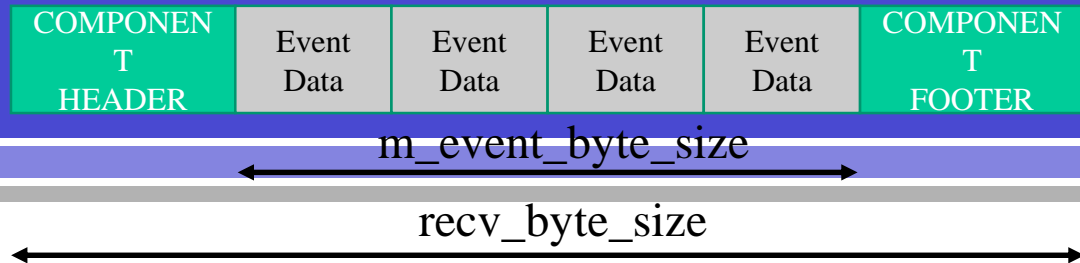 COMPONEN
T
HEADER
Event
Data
Event
Data
Event
Data
Event
Data
COMPONEN
T
FOOTER
m_event_byte_size
recv_byte_size